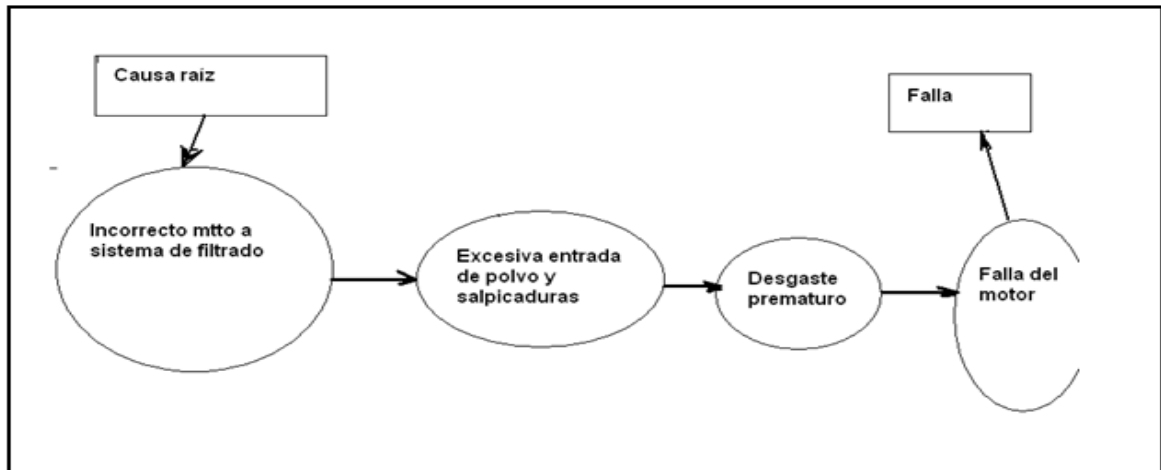 Causa raíz
Falla
Incorrecto mtto a
sistema de filtrado
Excesiva entrada
de polvo y
salpicaduras
Desgaste
prematuro
Falla del
motor